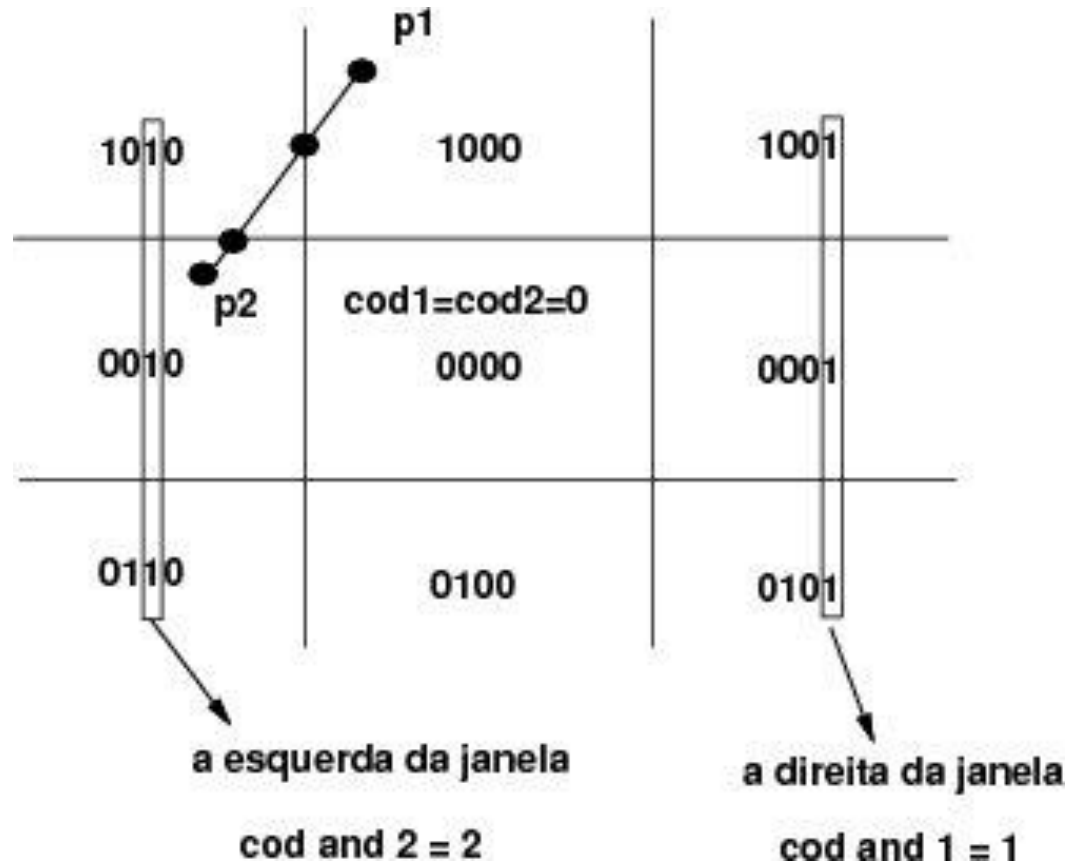 p1
1010
1000
1001
p2
cod1=cod2=0
0010
0000
0001
0110
0100
0101
a esquerda da janela
a direita da janela
cod and 2 = 2
cod and 1 = 1